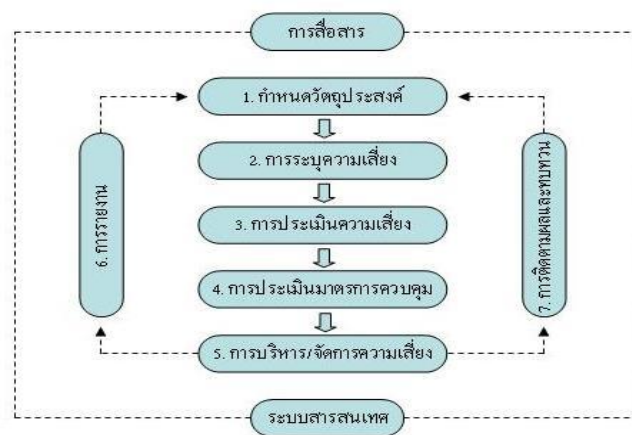 การสื่อสาร
1. กำหนดวัตถุประสงค์
2. การระบุความเสี่ยง
3. การประเมินความเสี่ยง
4. การประเมินมาตรการควบคุม
5. การบริหาร/จัดการความเสี่ยง
6. การรายงาน
7. การติดตามผลและทบทวน
ระบบสารสนเทศ